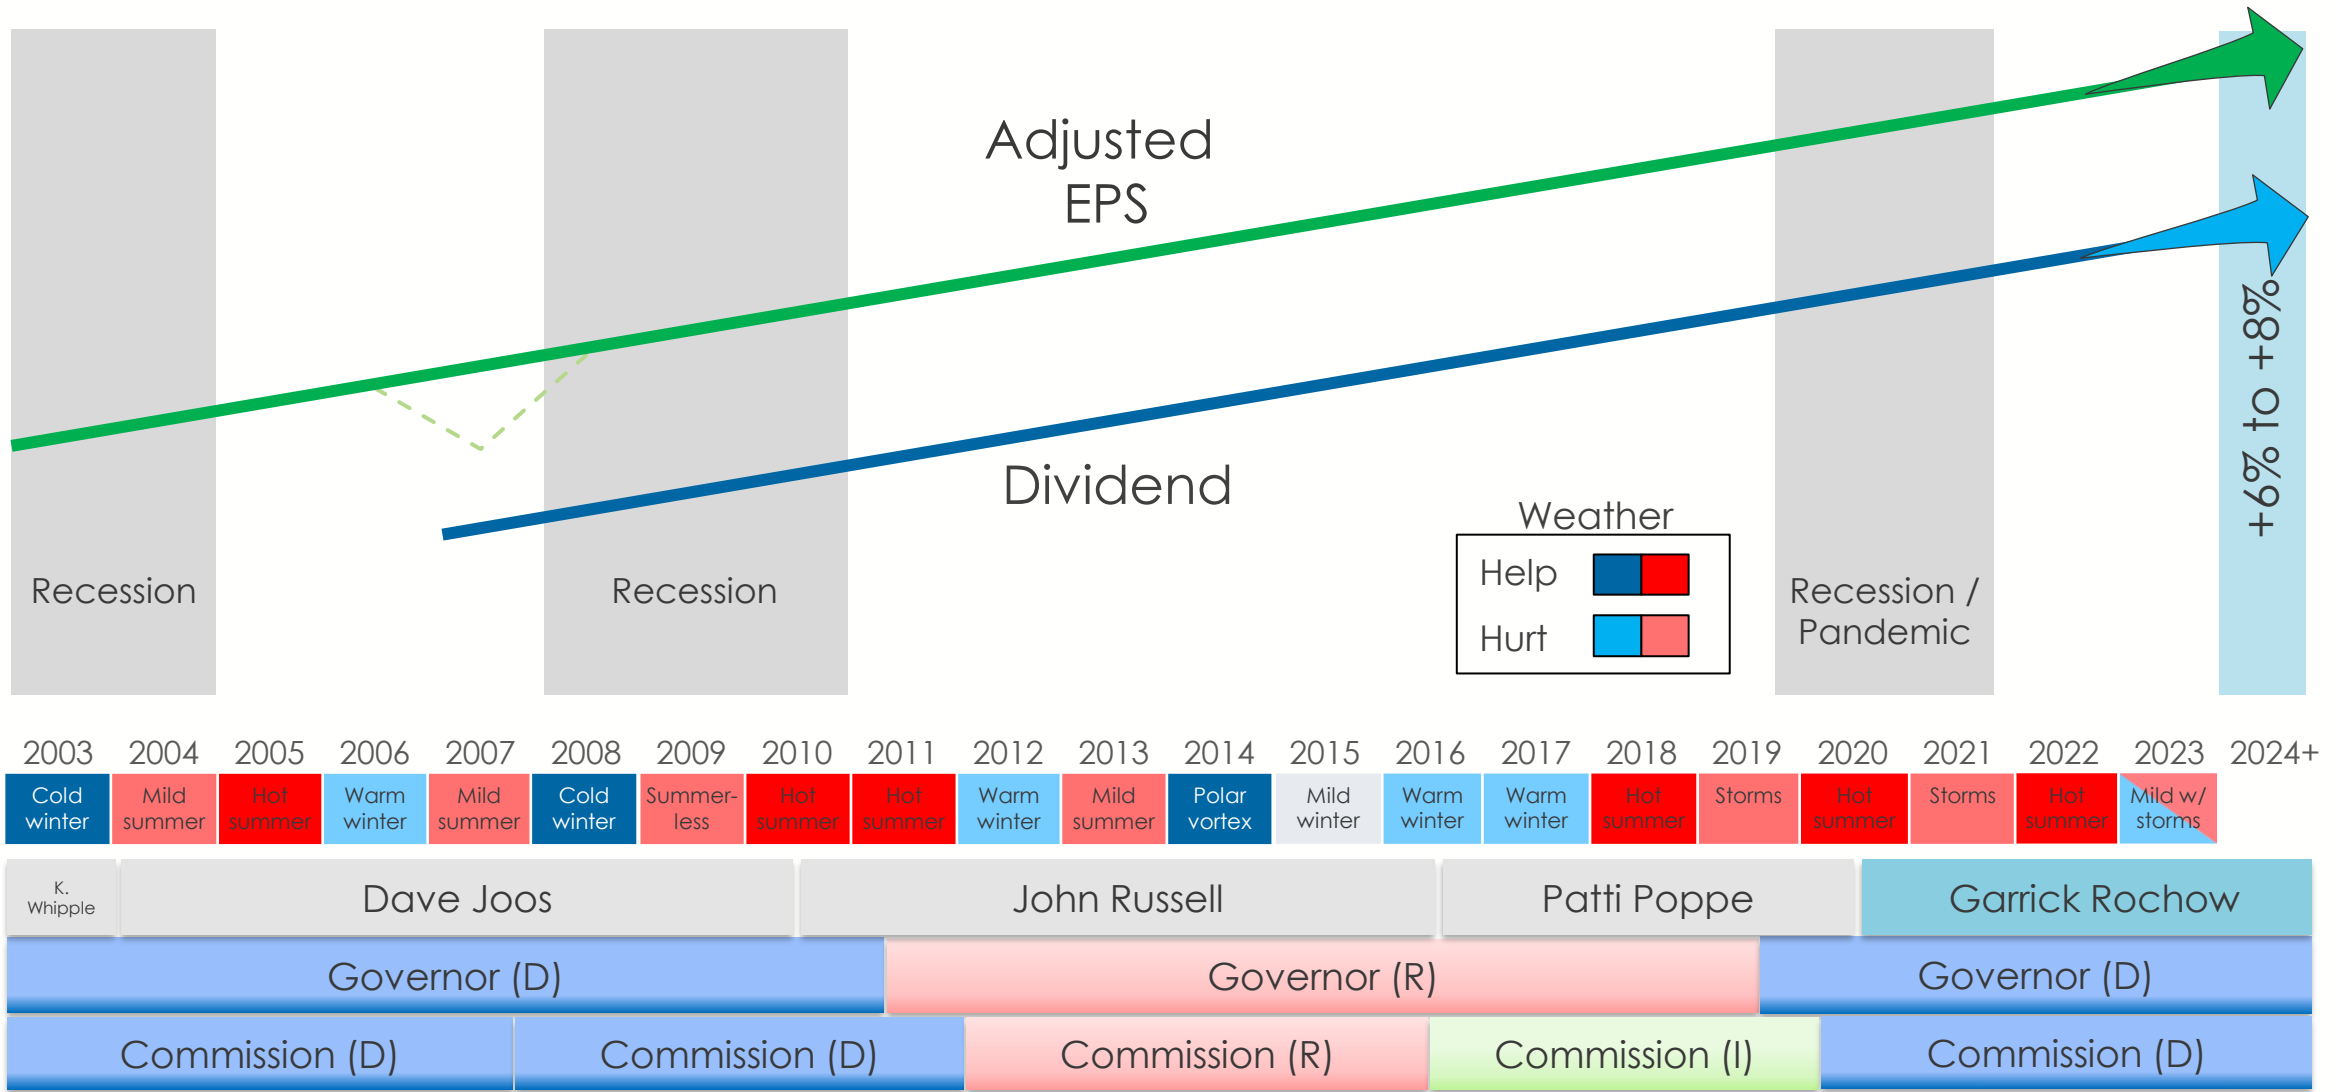 Adjusted
EPS
Dividend
+6% to +8%
Weather
Help
Hurt
Recession
Recession
Recession /
Pandemic
2003 2004 2005 2006 2007 2008 2009 2010 2011 2012 2013 2014 2015 2016 2017 2018 2019 2020 2021 2022 2023 2024+
Cold
winter
Mild
summer
Hot
summer
Warm
winter
Mild
summer
Cold
winter
Summer-
less
Hot
summer
Hot
summer
Warm
winter
Mild
summer
Polar
vortex
Mild
winter
Warm
winter
Warm
winter
Hot
summer
Storms
Hot
summer
Storms
Hot
summer
Mild w/
storms
K.
Whipple
Dave Joos
John Russell
Patti Poppe
Garrick Rochow
Governor (D)
Governor (R)
Governor (D)
Commission (D)
Commission (D)
Commission (R)
Commission (I)
Commission (D)